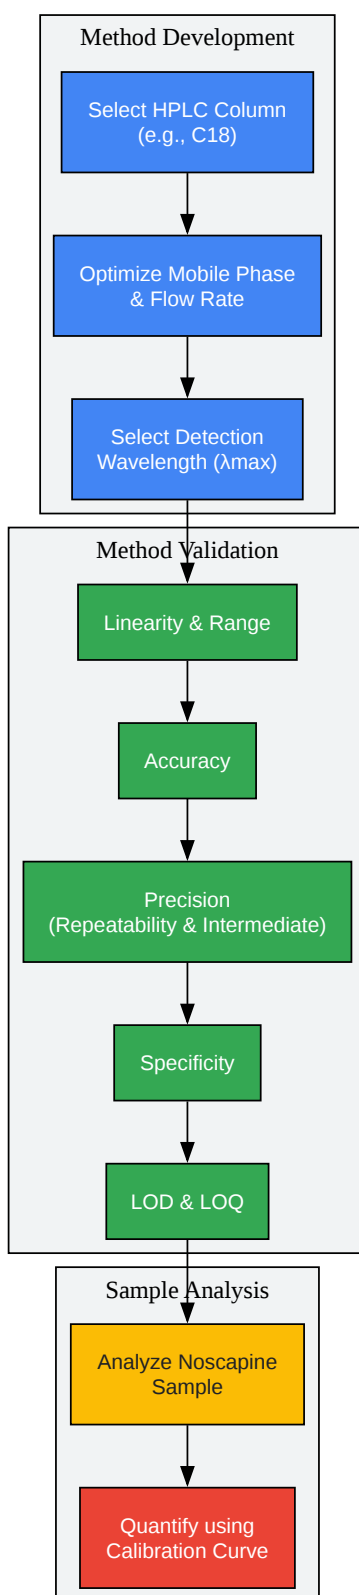 Method Development
Select HPLC Column
(e.g., C18)
Optimize Mobile Phase
& Flow Rate
Select Detection
Wavelength (λmax)
Method Validation
Linearity & Range
Accuracy
Precision
(Repeatability & Intermediate)
Specificity
LOD & LOQ
Sample Analysis
Analyze Noscapine
Sample
Quantify using
Calibration Curve